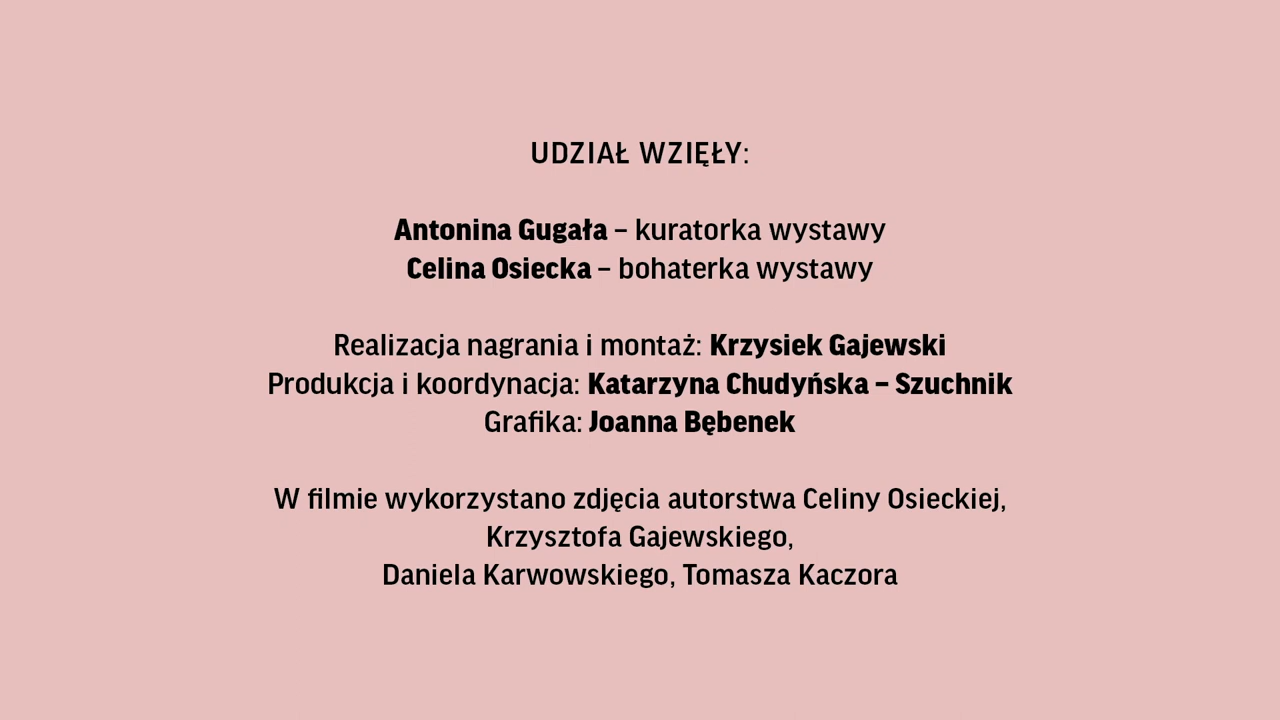 UDZIAŁ WZIĘŁY:
Antonina Gugała – kuratorka wystawy
Celina Osiecka – bohaterka wystawy
Realizacja nagrania i montaż: Krzysiek Gajewski
Produkcja i koordynacja: Katarzyna Chudyńska – Szuchnik
Grafika: Joanna Bębenek
W filmie wykorzystano zdjęcia autorstwa Celiny Osieckiej,
Krzysztofa Gajewskiego,
Daniela Karwowskiego, Tomasza Kaczora